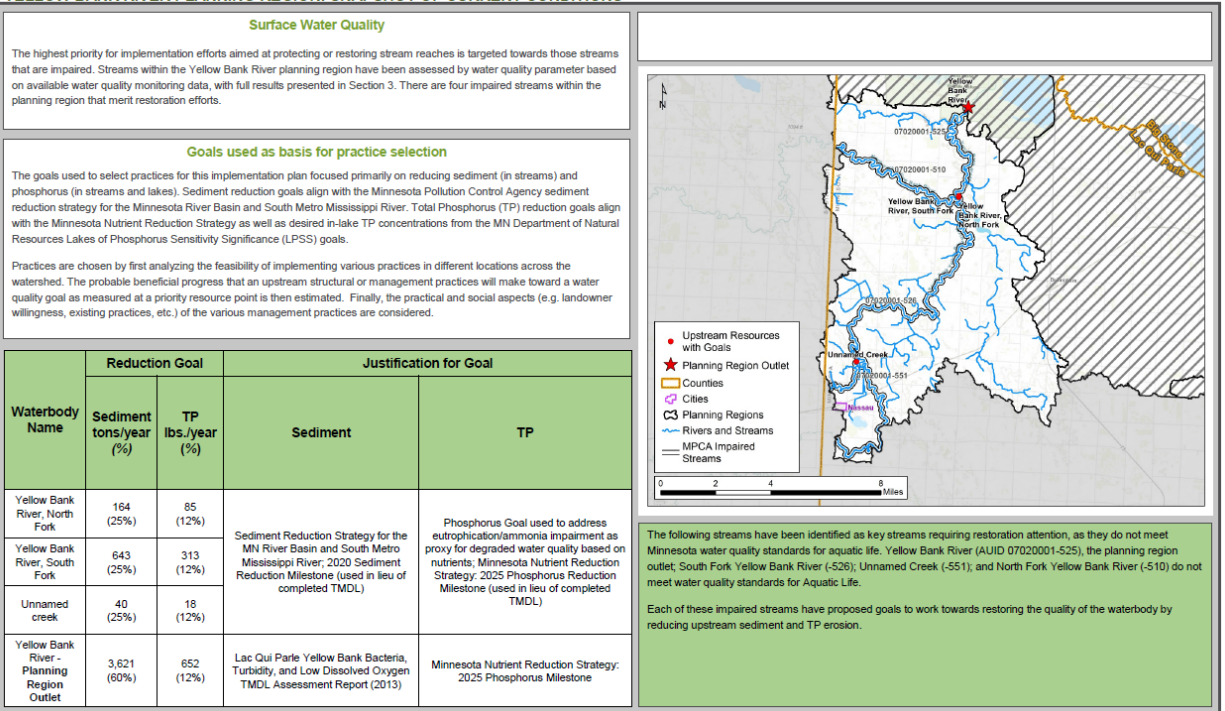 YELLOW BANK RIVER PLANNING REGION: SNAPSHOT OF CURRENT CONDITIONS
Surface Water Quality
The highest priority for implementation efforts aimed at protecting or restoring stream reaches is targeted towards those streams
that are impaired. Streams within the Yellow Bank River planning region have been assessed by water quality parameter based
on available water quality monitoring data, with full results presented in Section 3. There are four impaired streams within the
planning region that merit restoration efforts.
Goals used as basis for practice selection
The goals used to select practices for this implementation plan focused primarily on reducing sediment (in streams) and
phosphorus (in streams and lakes). Sediment reduction goals align with the Minnesota Pollution Control Agency sediment
reduction strategy for the Minnesota River Basin and South Metro Mississippi River. Total Phosphorus (TP) reduction goals align
with the Minnesota Nutrient Reduction Strategy as well as desired in-lake TP concentrations from the MN Department of Natural
Resources Lakes of Phosphorus Sensitivity Significance (LPSS) goals.
Practices are chosen by first analyzing the feasibility of implementing various practices in different locations across the
watershed. The probable beneficial progress that an upstream structural or management practices will make toward a water
quality goal as measured at a priority resource point is then estimated. Finally, the practical and social aspects (e.g. landowner
willingness, existing practices, etc.) of the various management practices are considered.
Waterbody
Name
Reduction Goal
Justification for Goal
Sediment
tons/year
(%)
TP
lbs./year
(%)
Sediment
TP
Yellow Bank
River, North
Fork
164
(25%)
85
(12%)
Yellow Bank
River, South
Fork
643
(25%)
313
(12%)
Unnamed
creek
40
(25%)
18
(12%)
Sediment Reduction Strategy for the
MN River Basin and South Metro
Mississippi River; 2020 Sediment
Reduction Milestone (used in lieu of
completed TMDL)
Phosphorus Goal used to address
eutrophication/ammonia impairment as
proxy for degraded water quality based on
nutrients; Minnesota Nutrient Reduction
Strategy: 2025 Phosphorus Reduction
Milestone (used in lieu of completed
TMDL)
Yellow Bank
River -
Planning
Region
Outlet
3,621
(60%)
652
(12%)
Lac Qui Parle Yellow Bank Bacteria,
Turbidity, and Low Dissolved Oxygen
TMDL Assessment Report (2013)
Minnesota Nutrient Reduction Strategy:
2025 Phosphorus Milestone
N
Yellow
Bank
River
07020001-525
07020001-510
Yellow Bank
River, South Fork
Yellow
Bank River,
North Fork
07020001-526
Unnamed Creek
07020001-551
Nassau
Big Stone
Lac Qui Parle
Upstream Resources
with Goals
Planning Region Outlet
Counties
Cities
Planning Regions
Rivers and Streams
MPCA Impaired
Streams
0 2 4 8
Miles
The following streams have been identified as key streams requiring restoration attention, as they do not meet
Minnesota water quality standards for aquatic life. Yellow Bank River (AUID 07020001-525), the planning region
outlet; South Fork Yellow Bank River (-526); Unnamed Creek (-551); and North Fork Yellow Bank River (-510) do not
meet water quality standards for Aquatic Life.
Each of these impaired streams have proposed goals to work towards restoring the quality of the waterbody by
reducing upstream sediment and TP erosion.